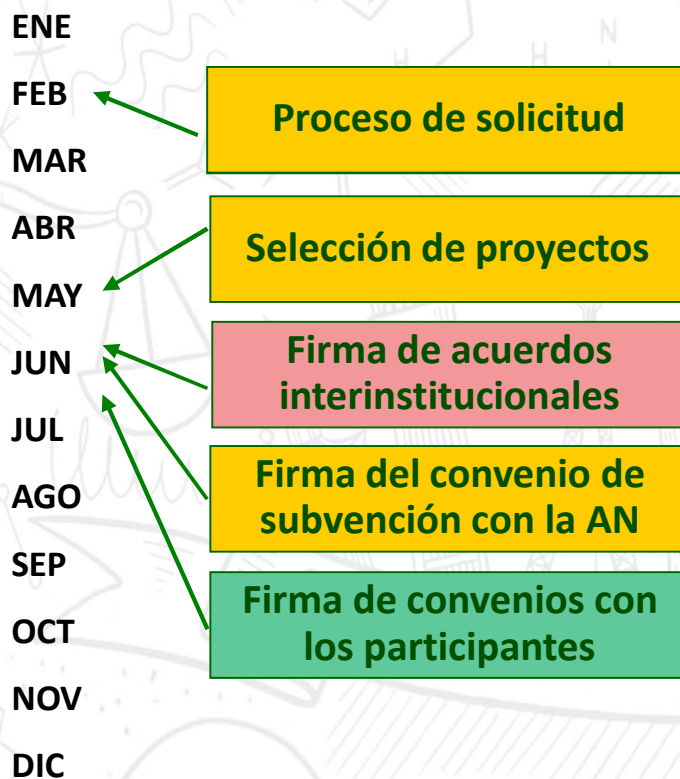 ENE
FEB
MAR
ABR
MAY
JUN
JUL
AGO
SEP
OCT
NOV
DIC
Proceso de solicitud
Selección de proyectos
Firma de acuerdos
interinstitucionales
Firma del convenio de
subvención con la AN
Firma de convenios con
los participantes